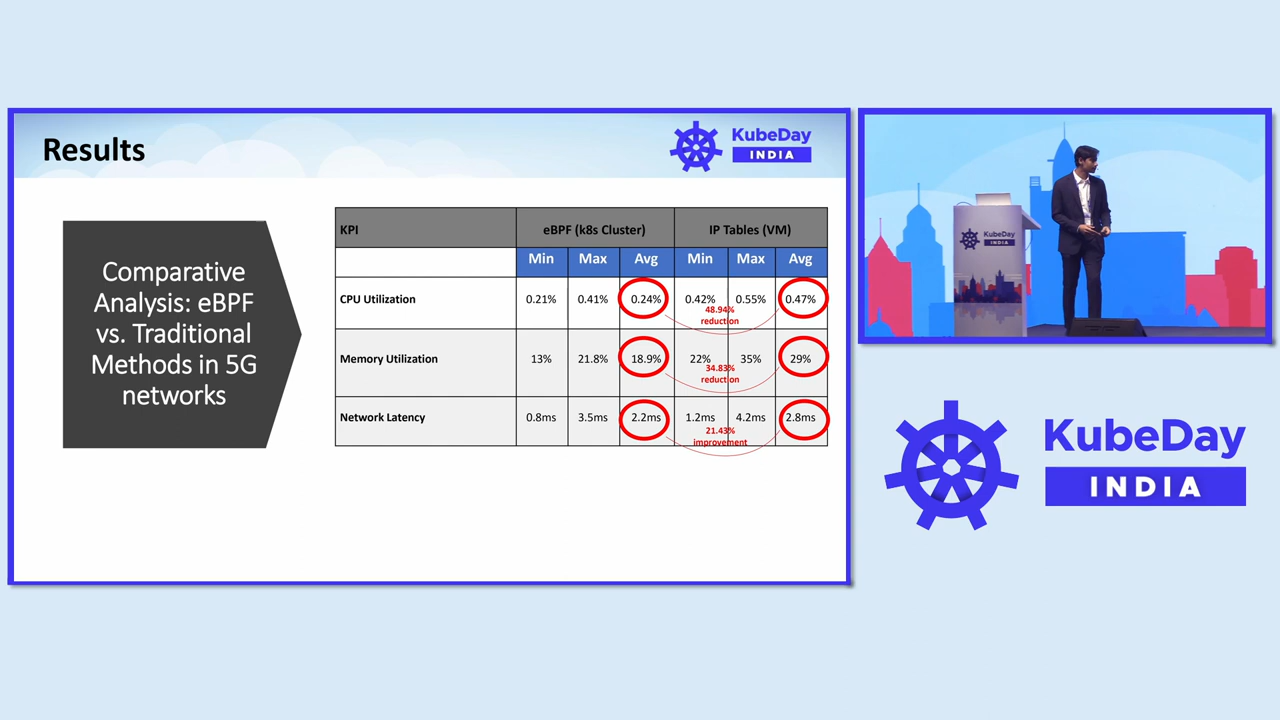 Results
KubeDay
INDIA
Comparative
Analysis: eBPF
vs. Traditional
Methods in 5G
networks
KPI eBPF (k8s Cluster) IP Tables (VM)
Min Max Avg Min Max Avg
CPU Utilization 0.21% 0.41% 0.24% 0.42% 0.55% 0.47%
48.94%
reduction
Memory Utilization 13% 21.8% 18.9% 22% 35% 29%
34.83%
reduction
Network Latency 0.8ms 3.5ms 2.2ms 1.2ms 4.2ms 2.8ms
21.43%
improvement
KubeDay
INDIA
KubeDay
INDIA